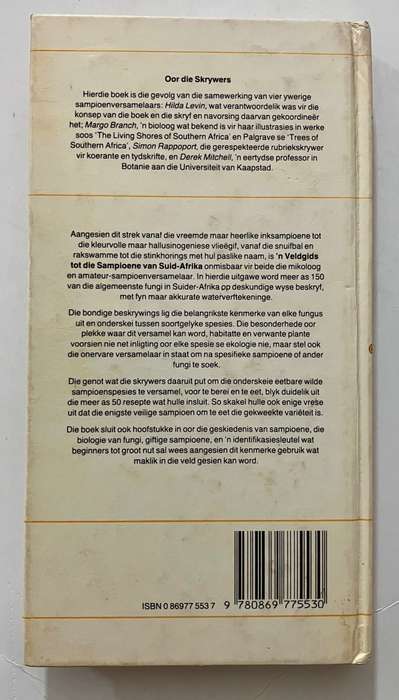 Oor die Skrywers
Hierdie boek is die gevolg van die samewerking van vier ywerige
sampioenversamelaars: Hilda Levin, wat verantwoordelik was vir die
konsep van die boek en die skryf en navorsing daarvan gekoordineêr
het; Margo Branch, 'n bioloog wat bekend is vir haar illustrasies in werke
soos 'The Living Shores of Southern Africa' en Palgrave se 'Trees of
Southern Africa', Simon Rappoport, die gerespekteerde rubriekskrywer
vir koerante en tydskrifte, en Derek Mitchell, 'n eertydse professor in
Botanie aan die Universiteit van Kaapstad.
Aangesien dit strek vanaf die vreemde maar heerlike inksampioene tot
die kleurvolle maar hallusinogeniese vlieëgif, vanaf die snuifbal en
rakswamme tot die stinkhorings met hul paslike naam, is 'n Veldgids
tot die Sampioene van Suid-Afrika onmisbaar vir beide die mikoloog
en amateur-sampioenversamelaar. In hierdie uitgawe word meer as 150
van die algemeenste fungi in Suider-Afrika op deskundige wyse beskryf,
met fyn maar akkurate waterverftekeninge.
Die bondige beskrywings lig die belangrikste kenmerke van elke fungus
uit en onderskei tussen soortgelyke spesies. Die besonderhede oor
plekke waar dit versamel kan word, habitatte en verwante plante
voorsien nie net inligting oor elke spesie se ekologie nie, maar stel ook
die onervare versamelaar in staat om na spesifieke sampioene of ander
fungi te soek.
Die genot wat die skrywers daaruit put om die onderskeie eetbare wilde
sampioenspesies te versamel, voor te berei en te eet, blyk duidelik uit
die meer as 50 resepte wat hulle insluit. So skakel hulle ook enige vrese
uit dat die enigste veilige sampioen om te eet die gekweekte variëteit is.
Die boek sluit ook hoofstukke in oor die geskiedenis van sampioene, die
biologie van fungi, giftige sampioene, en 'n identifikasiesleutel wat
beginners tot groot nut sal wees aangesien dit kenmerke gebruik wat
maklik in die veld gesien kan word.
ISBN 0 86977 553 7
9 780869 775530